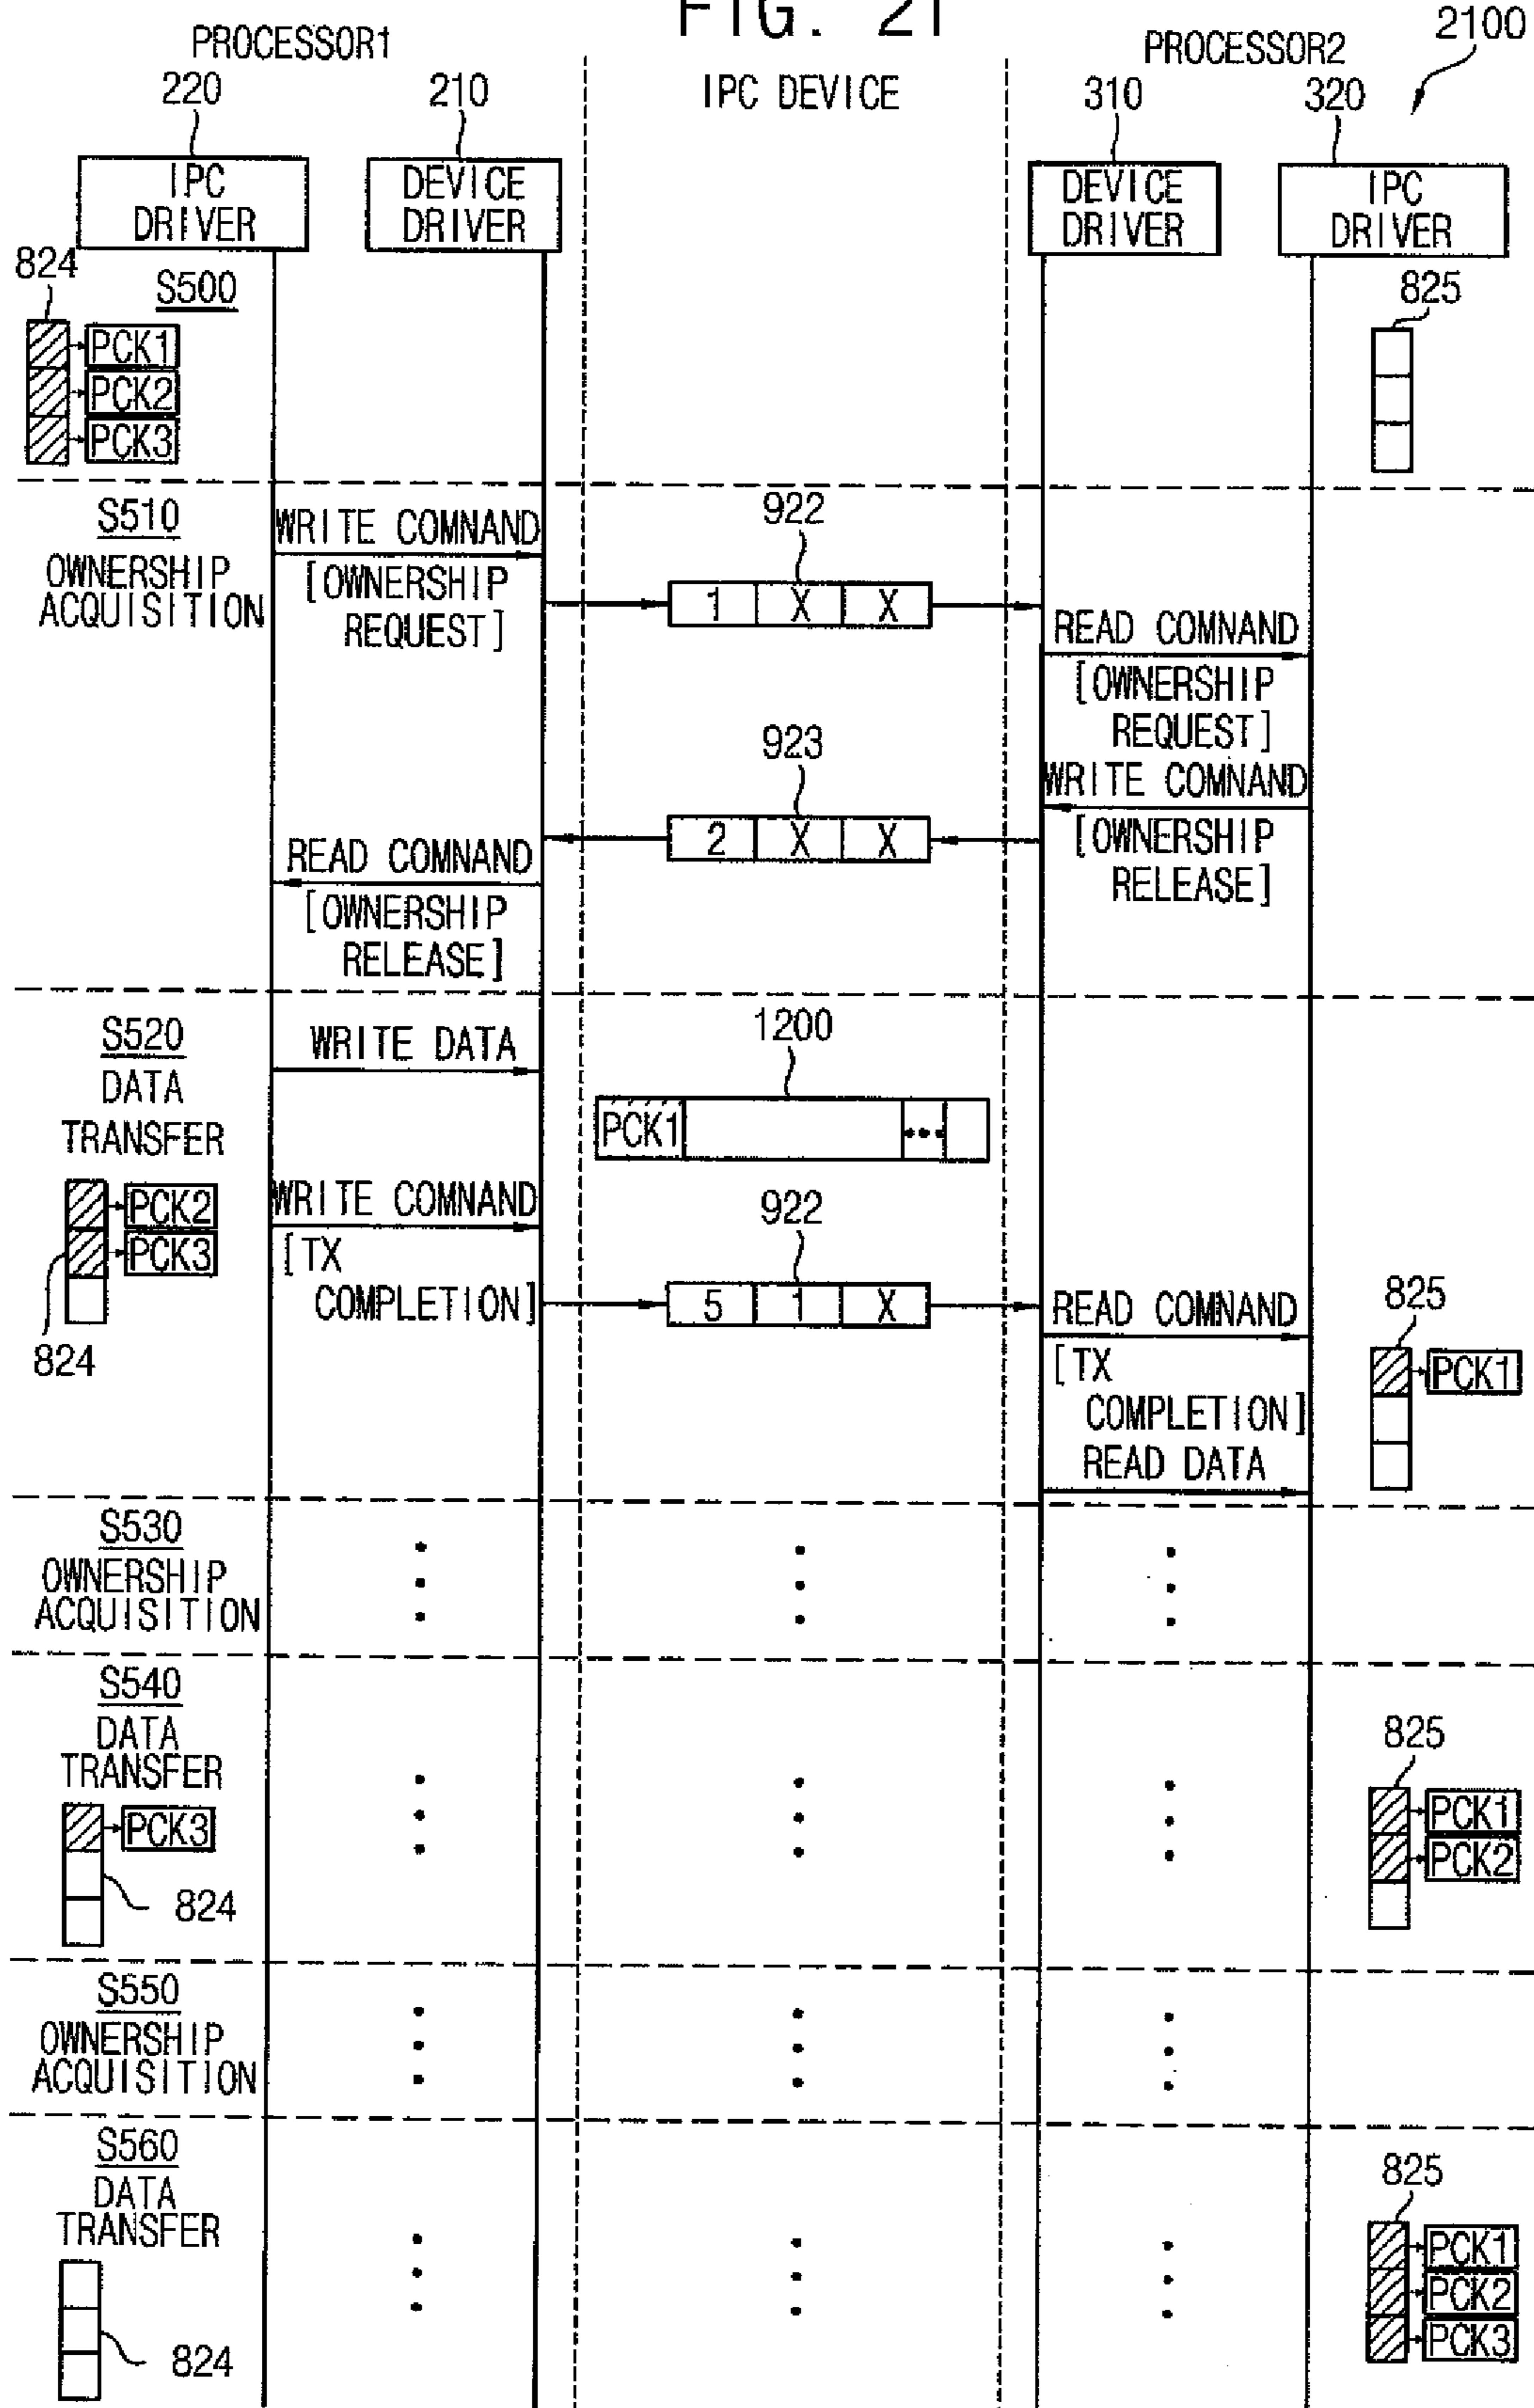 FIG. 21
2100
PROCESSOR1
IPC DEVICE
PROCESSOR2
220
210
310
320
IPC
DRIVER
DEVICE
DRIVER
DEVICE
DRIVER
IPC
DRIVER
824
S500
PCK1
PCK2
PCK3
825
S510
OWNERSHIP
ACQUISITION
WRITE COMNAND
[OWNERSHIP
REQUEST]
922
1 X X
READ COMNAND
[OWNERSHIP
REQUEST]
WRITE COMNAND
[OWNERSHIP
RELEASE]
923
2 X X
READ COMNAND
[OWNERSHIP
RELEASE]
S520
DATA
TRANSFER
WRITE DATA
1200
PCK1 •••
PCK2
PCK3
824
WRITE COMNAND
[TX
COMPLETION]
922
5 1 X
READ COMNAND
[TX
COMPLETION]
READ DATA
825
PCK1
S530
OWNERSHIP
ACQUISITION
S540
DATA
TRANSFER
PCK3
824
825
PCK1
PCK2
S550
OWNERSHIP
ACQUISITION
S560
DATA
TRANSFER
824
825
PCK1
PCK2
PCK3